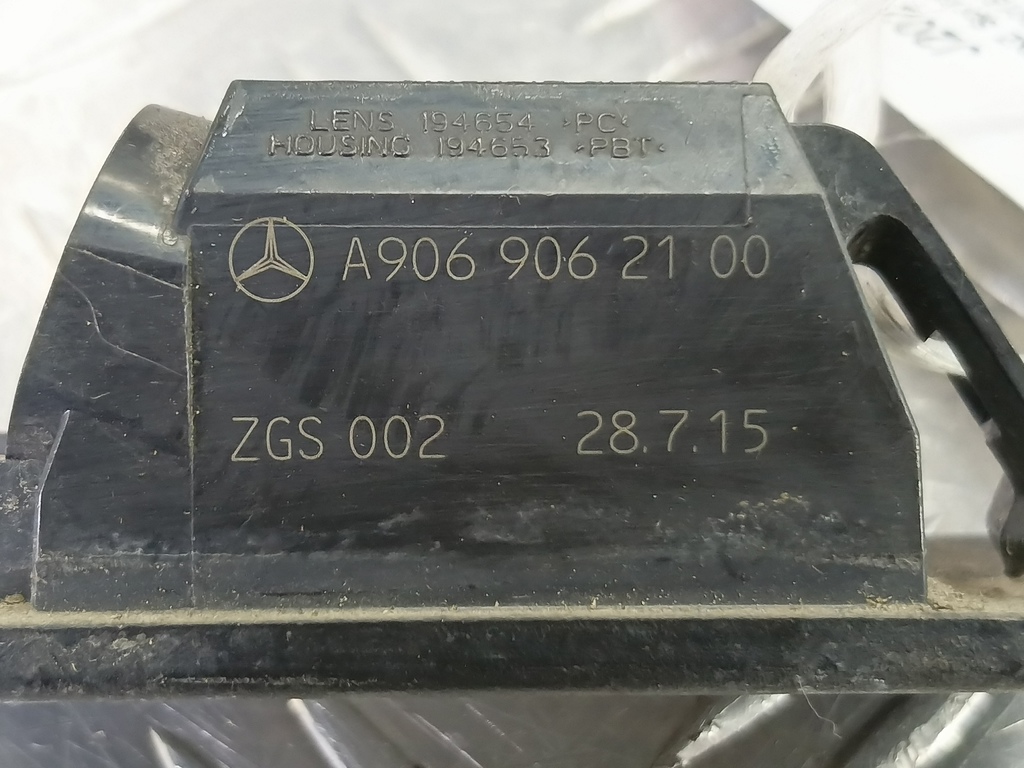 LENS 194654 >PC<
HOUSING 194653 >PBT<
A906 906 21 00
ZGS 002 28.7.15